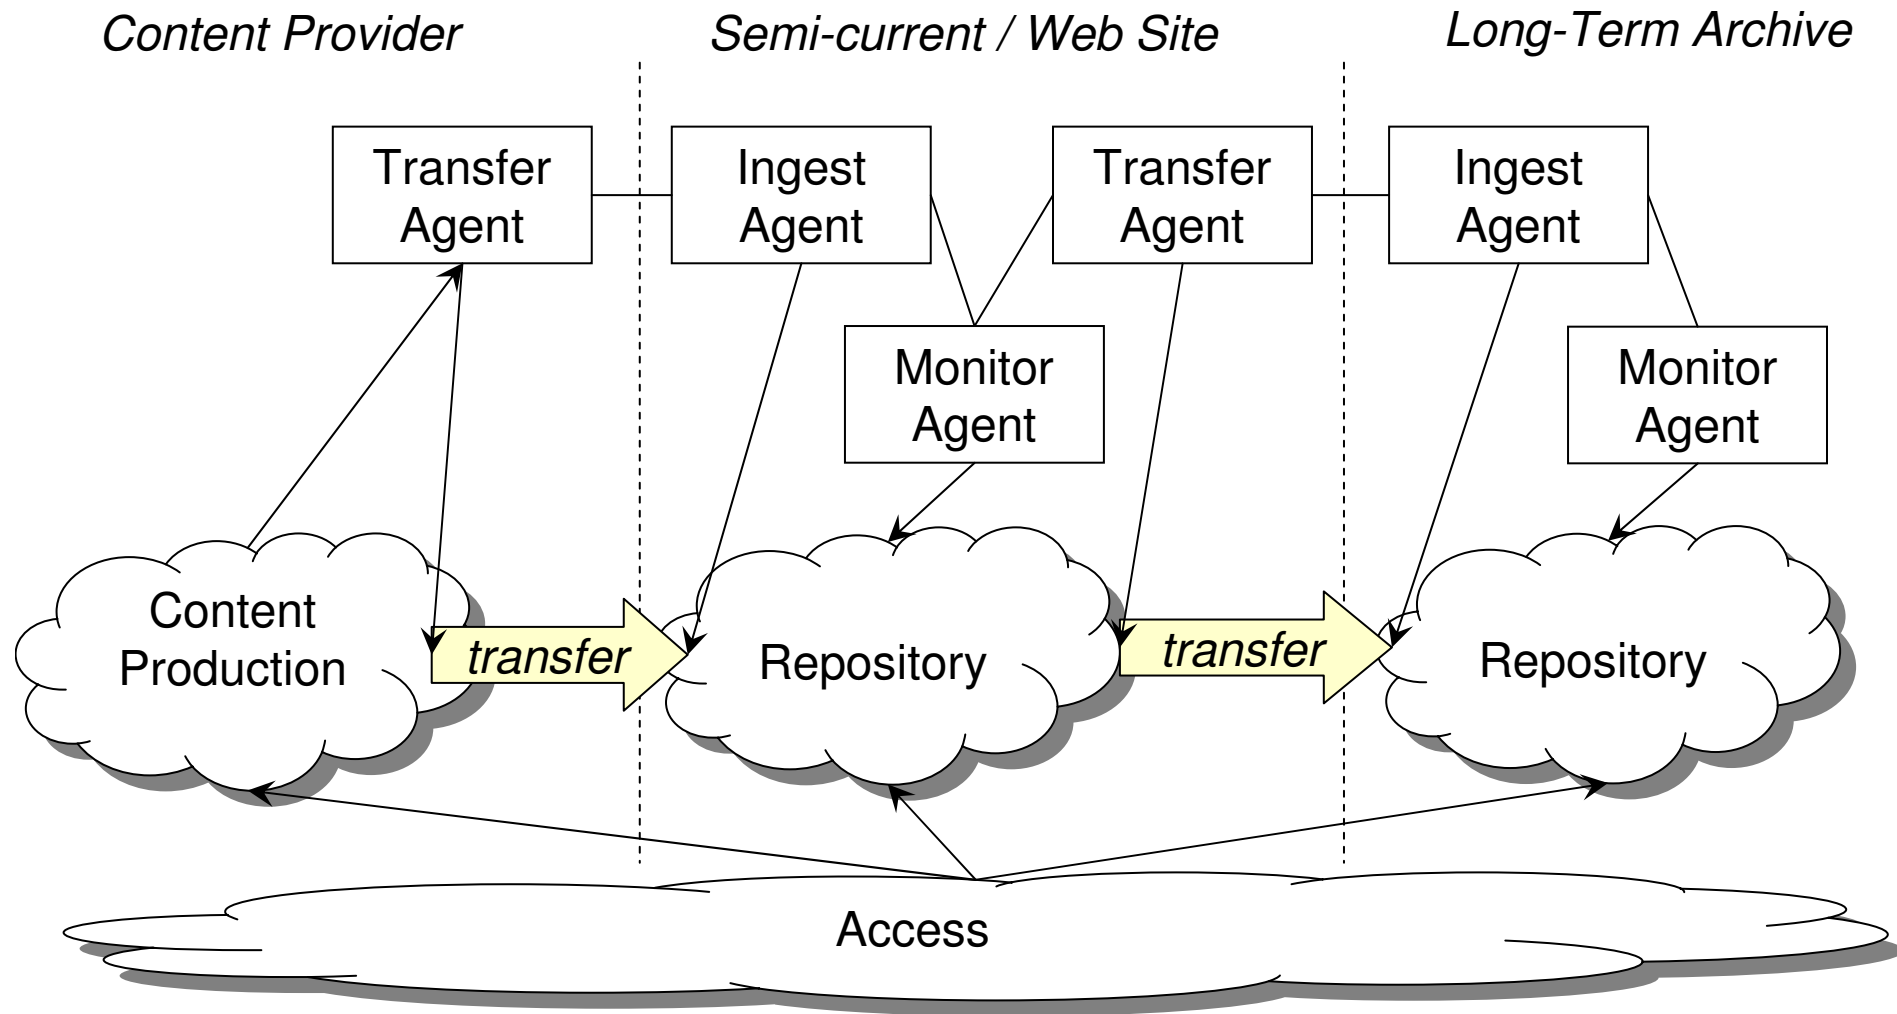 Content Provider
Semi-current / Web Site
Long-Term Archive
Transfer
Agent
Ingest
Agent
Transfer
Agent
Ingest
Agent
Monitor
Agent
Monitor
Agent
Content
Production
transfer
Repository
transfer
Repository
Access